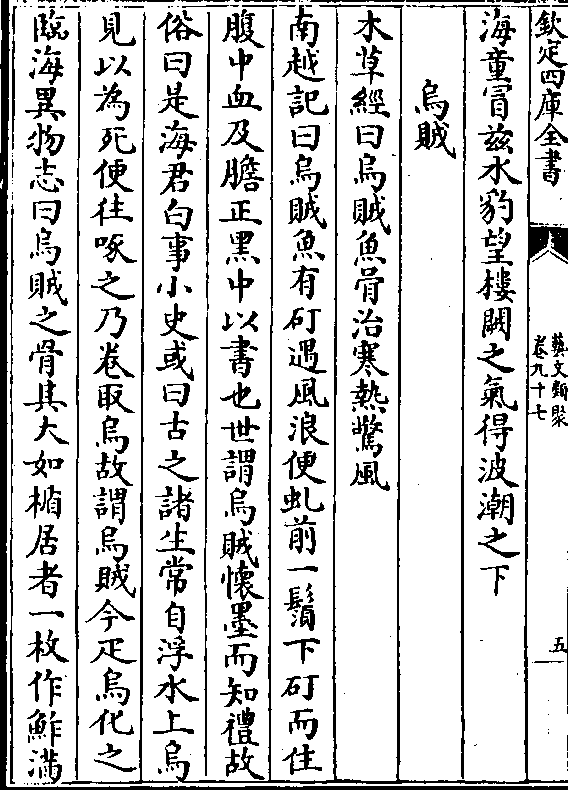 欽定四庫全書
藝文類聚
卷九十七
五
海童冒兹水豹望樓闕之氣得波潮之下
烏賊
水草經曰烏賊魚骨治寒熱驚風
南越記曰烏賊魚有矴遇風浪便虬前一鬚下矴而住
腹中血及膽正黑中以書也世謂烏賊懷墨而知禮故
俗曰是海君白事小史或曰古之諸生常自浮水上烏
見以為死便往啄之乃卷取烏故謂烏賊今疋烏化之
臨海異物志曰烏賊之骨其大如楯居者一枚作鮓滿